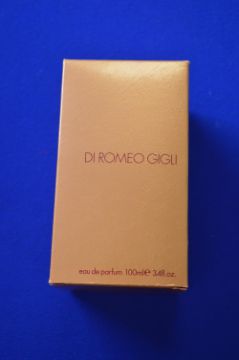 DI ROMEO GIGLI
eau de parfum 100ml℮ 3.4fl.oz.